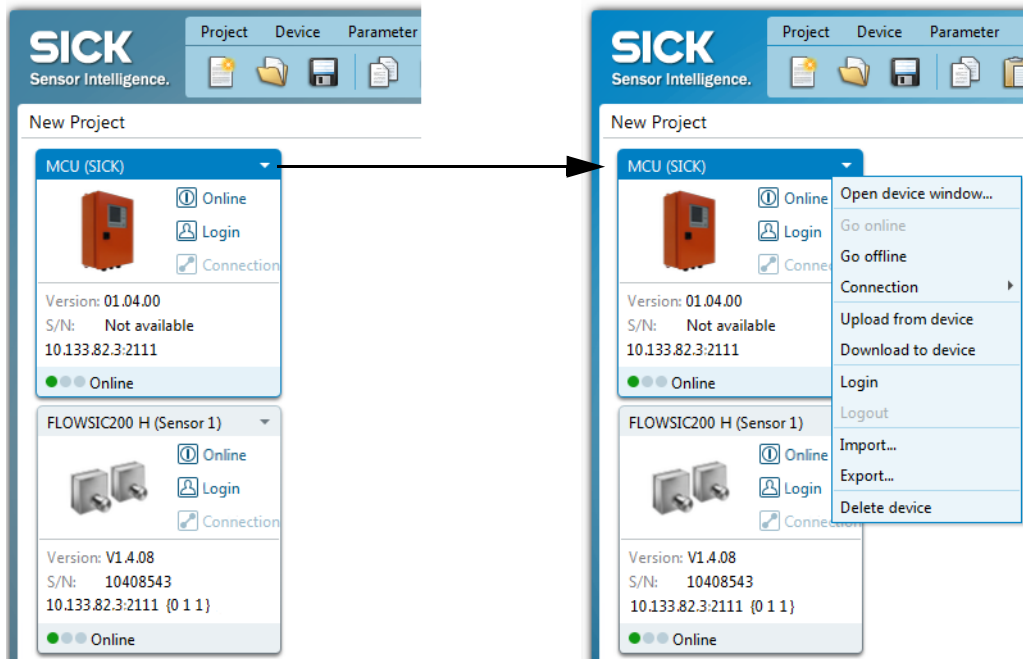 SICK
Sensor Intelligence.
Project Device Parameter
New Project
MCU (SICK)
Online
Login
Connection
Version: 01.04.00
S/N: Not available
10.133.82.3:2111
Online
FLOWSIC200 H (Sensor 1)
Online
Login
Connection
Version: V1.4.08
S/N: 10408543
10.133.82.3:2111 {0 1 1}
Online
SICK
Sensor Intelligence.
Project Device Parameter
New Project
MCU (SICK)
Online
Login
Connec
Version: 01.04.00
S/N: Not available
10.133.82.3:2111
Online
Open device window...
Go online
Go offline
Connection
Upload from device
Download to device
Login
Logout
Import...
Export...
Delete device
FLOWSIC200 H (Sensor 1)
Online
Login
Connection
Version: V1.4.08
S/N: 10408543
10.133.82.3:2111 {0 1 1}
Online